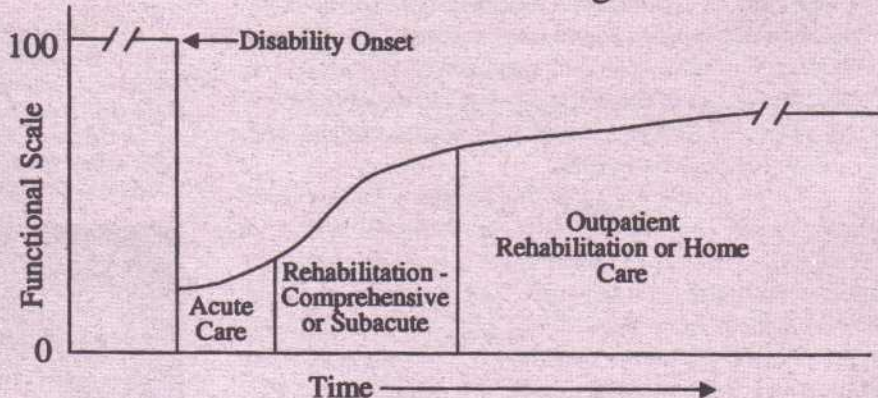 100
Disability Onset
Functional Scale
Outpatient
Rehabilitation or Home
Care
Rehabilitation -
Comprehensive
or Subacute
Acute
Care
0
Time